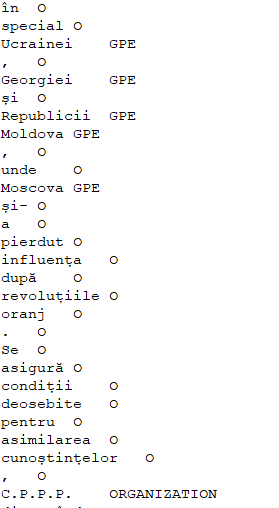 în O
special O
Ucrainei GPE
, O
Georgiei GPE
și O
Republicii GPE
Moldova GPE
, O
unde O
Moscova GPE
și- O
a O
pierdut O
influența O
după O
revoluțiile O
oranj O
. O
Se O
asigură O
condiții O
deosebite O
pentru O
asimilarea O
cunoștințelor O
, O
C.P.P.P. ORGANIZATION